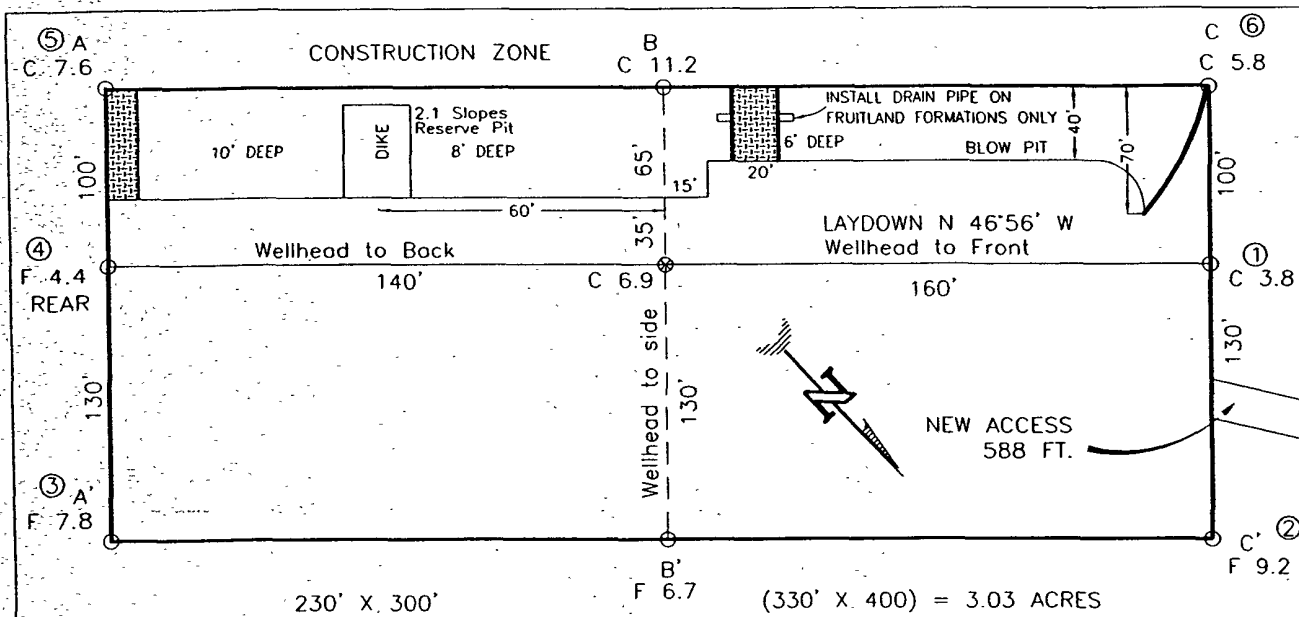 ⑤ A
C 7.6
CONSTRUCTION ZONE
B
C 11.2
C ⑥
C 5.8
INSTALL DRAIN PIPE ON
FRUITLAND FORMATIONS ONLY
2.1 Slopes
Reserve Pit
10' DEEP
DIKE
8' DEEP
65'
6' DEEP
40'
BLOW PIT
70'
100'
100'
15'
20'
60'
35'
LAYDOWN N 46°56' W
Wellhead to Back
Wellhead to Front
④
F 4.4
REAR
140'
C 6.9
160'
①
C 3.8
130'
Wellhead to side
130'
130'
N
NEW ACCESS
588 FT.
③ A'
F 7.8
B'
F 6.7
C' ②
F 9.2
230' X 300'
(330' X 400) = 3.03 ACRES